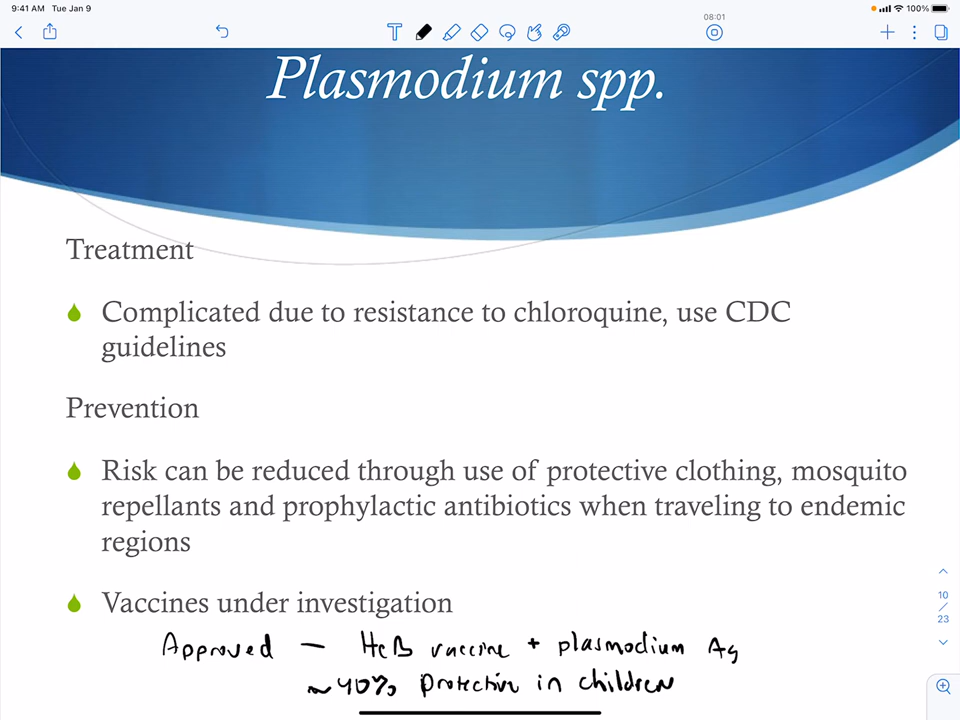 9:41 AM Tue Jan 9
100%
08:01
Plasmodium spp.
Treatment
Complicated due to resistance to chloroquine, use CDC
guidelines
Prevention
Risk can be reduced through use of protective clothing, mosquito
repellants and prophylactic antibiotics when traveling to endemic
regions
Vaccines under investigation
Approved — HeB vaccine + plasmodium Ag
~40% protective in children
10
/
23